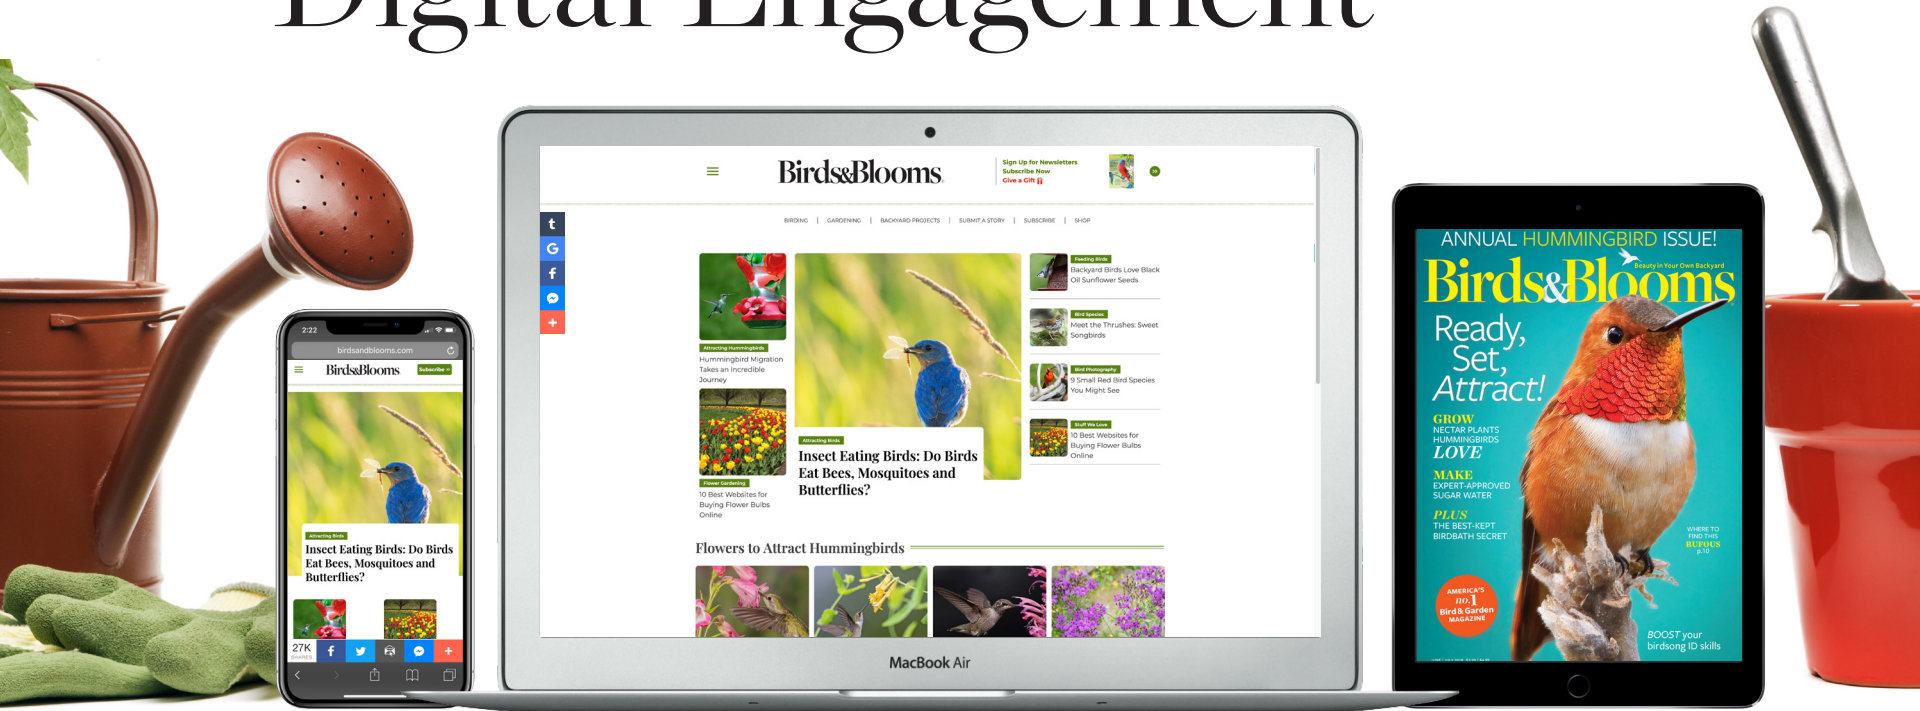 Digital Engagement
2:22
birdsandblooms.com
Birds&Blooms
Subscribe »
Attracting Birds
Insect Eating Birds: Do Birds
Eat Bees, Mosquitoes and
Butterflies?
27K
SHARES
Birds&Blooms
Sign Up for Newsletters
Subscribe Now
Give a Gift
BIRDING | GARDENING | BACKYARD PROJECTS | SUBMIT A STORY | SUBSCRIBE | SHOP
Attracting Hummingbirds
Hummingbird Migration
Takes an Incredible
Journey
Flower Gardening
10 Best Websites for
Buying Flower Bulbs
Online
Attracting Birds
Insect Eating Birds: Do Birds
Eat Bees, Mosquitoes and
Butterflies?
Feeding Birds
Backyard Birds Love Black
Oil Sunflower Seeds
Bird Species
Meet the Thrushes: Sweet
Songbirds
Bird Photography
9 Small Red Bird Species
You Might See
Stuff We Love
10 Best Websites for
Buying Flower Bulbs
Online
Flowers to Attract Hummingbirds
MacBook Air
ANNUAL HUMMINGBIRD ISSUE!
Beauty in Your Own Backyard
Birds&Blooms
Ready,
Set,
Attract!
GROW
NECTAR PLANTS
HUMMINGBIRDS
LOVE
MAKE
EXPERT-APPROVED
SUGAR WATER
PLUS
THE BEST-KEPT
BIRDBATH SECRET
WHERE TO
FIND THIS
RUFOUS
p.10
AMERICA'S
no.1
Bird & Garden
MAGAZINE
BOOST your
birdsong ID skills